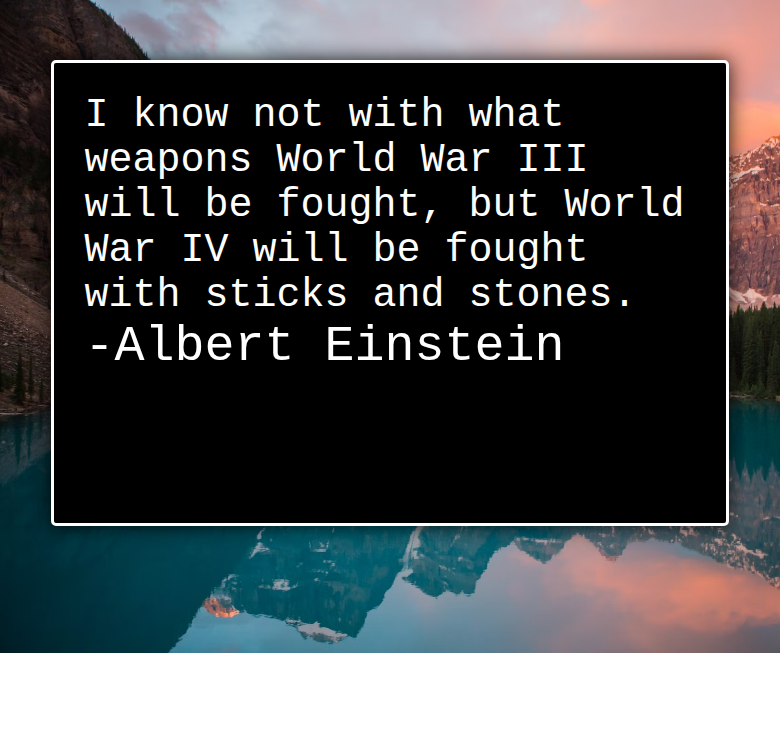 I know not with what
weapons World War III
will be fought, but World
War IV will be fought
with sticks and stones.
-Albert Einstein